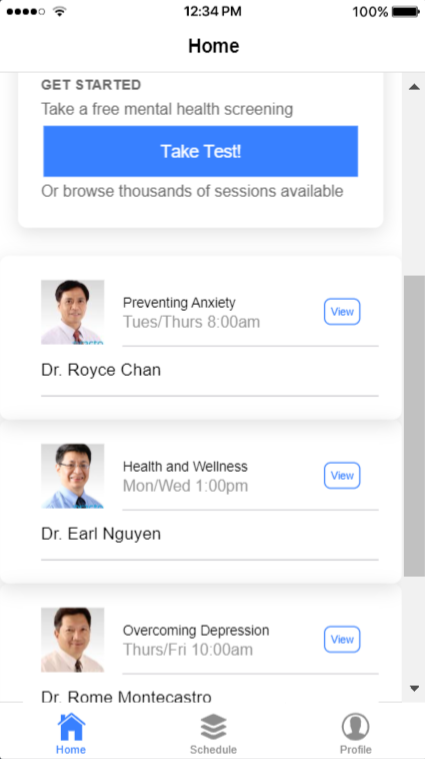 12:34 PM
100%
Home
GET STARTED
Take a free mental health screening
Take Test!
Or browse thousands of sessions available
Preventing Anxiety
Tues/Thurs 8:00am
View
Dr. Royce Chan
Health and Wellness
Mon/Wed 1:00pm
View
Dr. Earl Nguyen
Overcoming Depression
Thurs/Fri 10:00am
View
Dr. Rome Montecastro
Home
Schedule
Profile